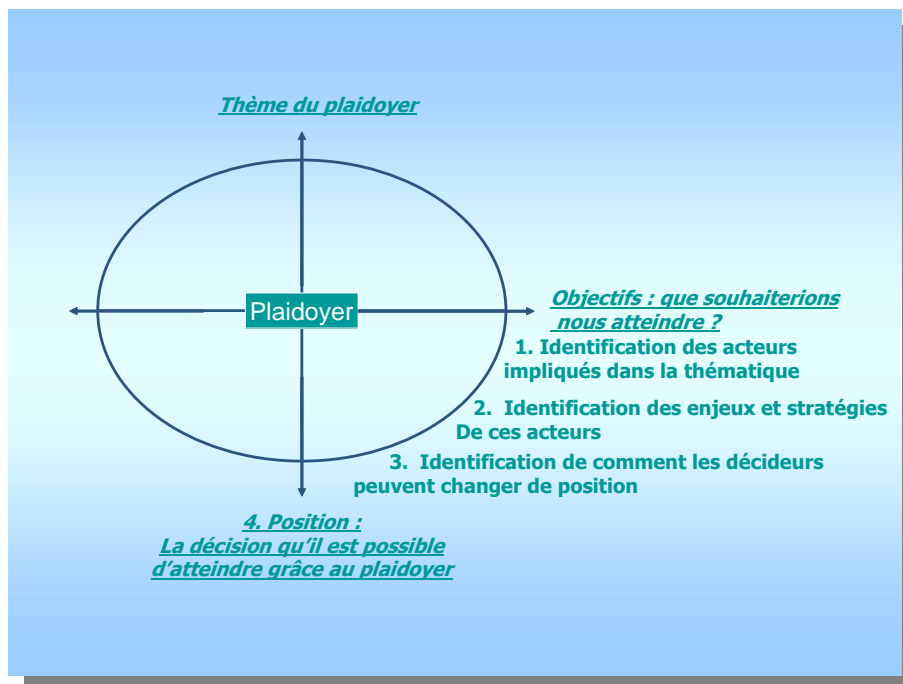 Thème du plaidoyer
Plaidoyer
Objectifs : que souhaiterions
nous atteindre ?
1. Identification des acteurs
impliqués dans la thématique
2. Identification des enjeux et stratégies
De ces acteurs
3. Identification de comment les décideurs
peuvent changer de position
4. Position :
La décision qu'il est possible
d'atteindre grâce au plaidoyer